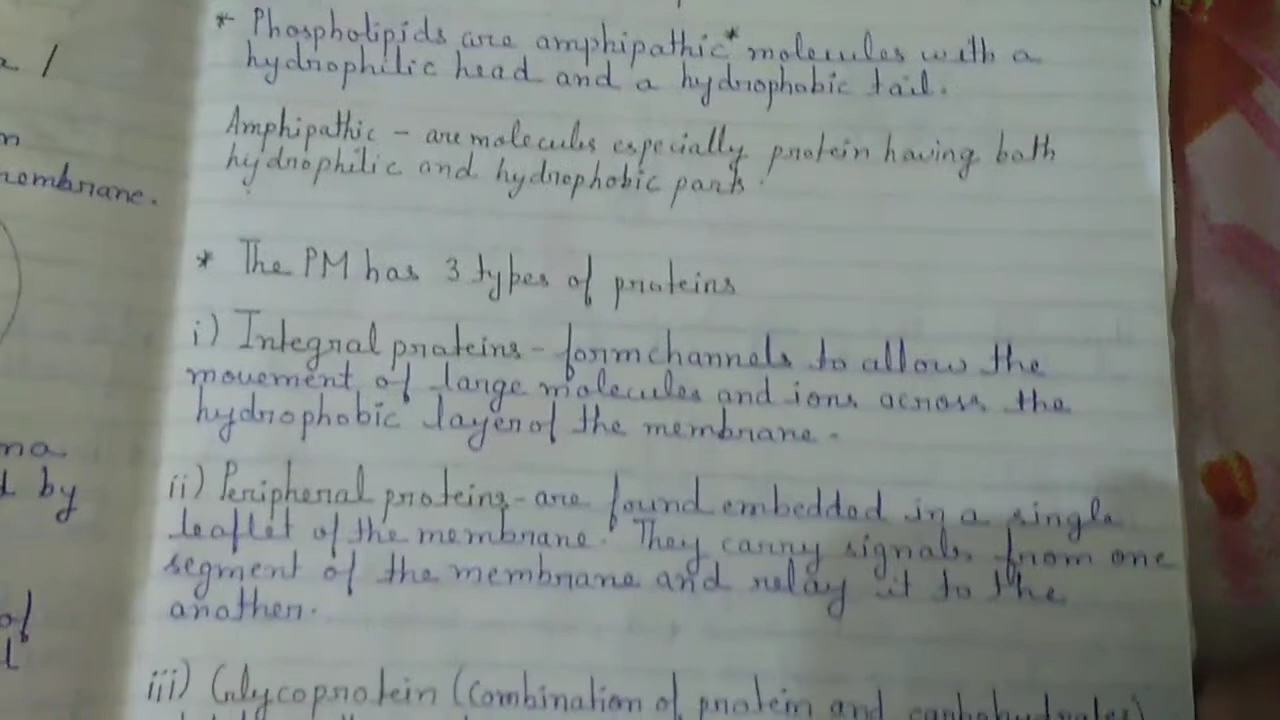 * Phospholipids are amphipathic* molecules with a
hydrophilic head and a hydrophobic tail.
Amphipathic - are molecules especially protein having both
hydrophilic and hydrophobic parts.
* The PM has 3 types of proteins
i) Integral proteins - form channels to allow the
movement of large molecules and ions across the
hydrophobic layer of the membrane.
ii) Peripheral proteins - are found embedded in a single
leaflet of the membrane. They carry signals from one
segment of the membrane and relay it to the
another.
iii) Glycoprotein (Combination of protein and carbohydrates)
membrane.
na
by
of